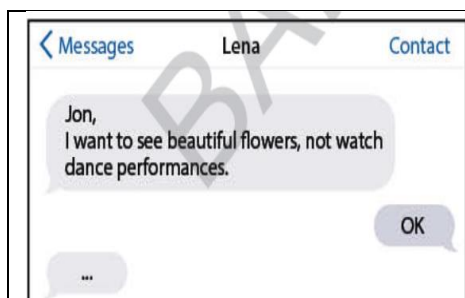 Messages Lena Contact
Jon,
I want to see beautiful flowers, not watch
dance performances.
OK
...